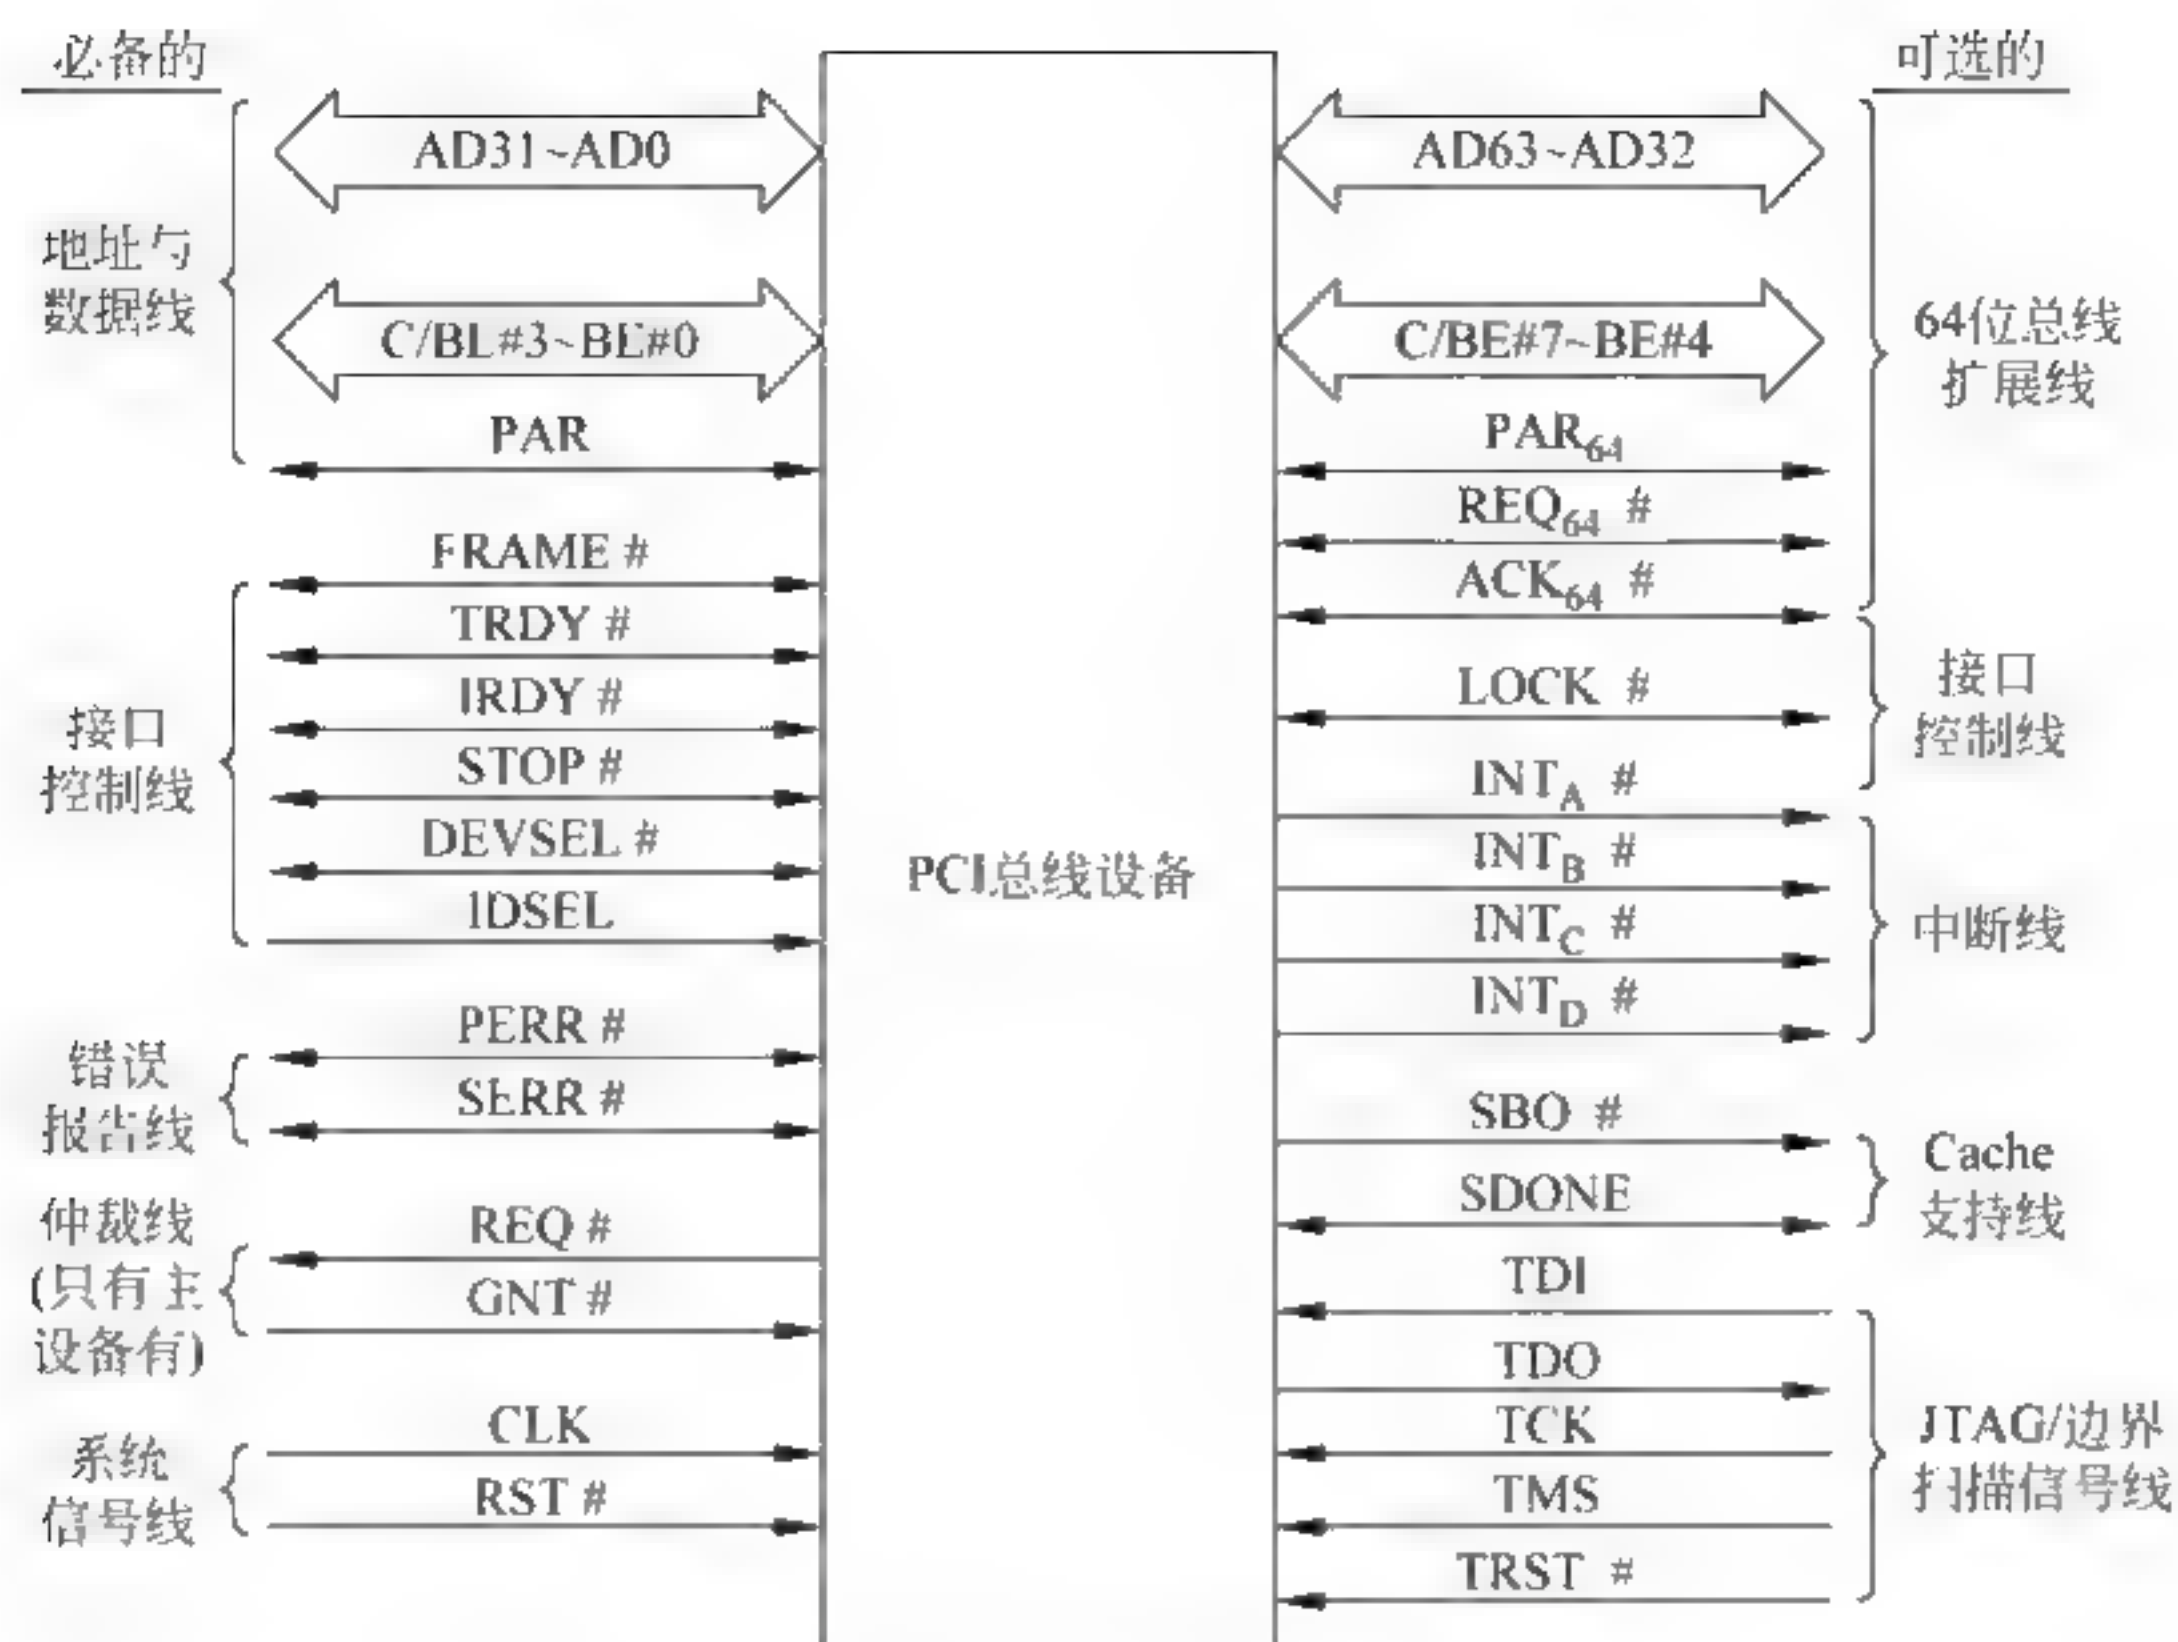 必备的
可选的
AD31~AD0
AD63~AD32
地址与
数据线
C/BE#3~BE#0
C/BE#7~BE#4
64位总线
扩展线
PAR
PAR64
REQ64 #
FRAME #
ACK64 #
TRDY #
IRDY #
LOCK #
接口
控制线
接口
控制线
STOP #
INTA #
DEVSEL #
INTB #
PCI总线设备
IDSEL
INTC #
中断线
INTD #
PERR #
错误
报告线
SERR #
SBO #
Cache
支持线
SDONE
仲裁线
(只有主
设备有)
REQ #
GNT #
TDI
TDO
CLK
TCK
系统
信号线
JTAG/边界
扫描信号线
RST #
TMS
TRST #